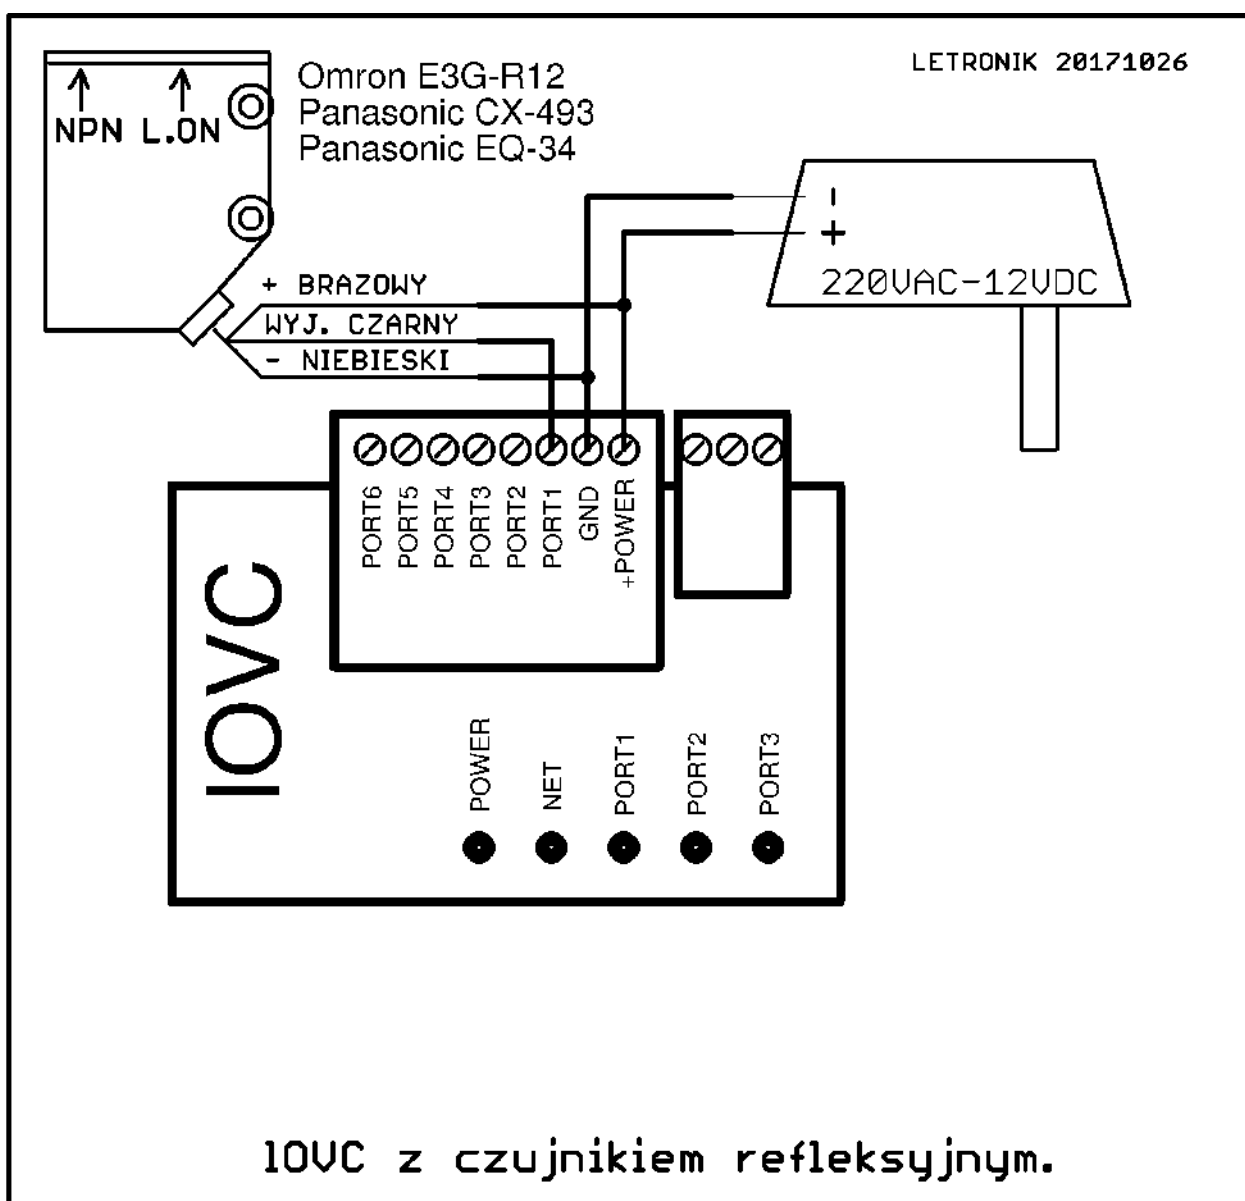 LETRONIK 20171026
Omron E3G-R12
Panasonic CX-493
Panasonic EQ-34
NPN L.ON
-
+
220VAC-12VDC
+ BRAZOWY
WYJ. CZARNY
- NIEBIESKI
PORT6
PORT5
PORT4
PORT3
PORT2
PORT1
GND
+POWER
IOVC
POWER
NET
PORT1
PORT2
PORT3
IOVC z czujnikiem refleksyjnym.